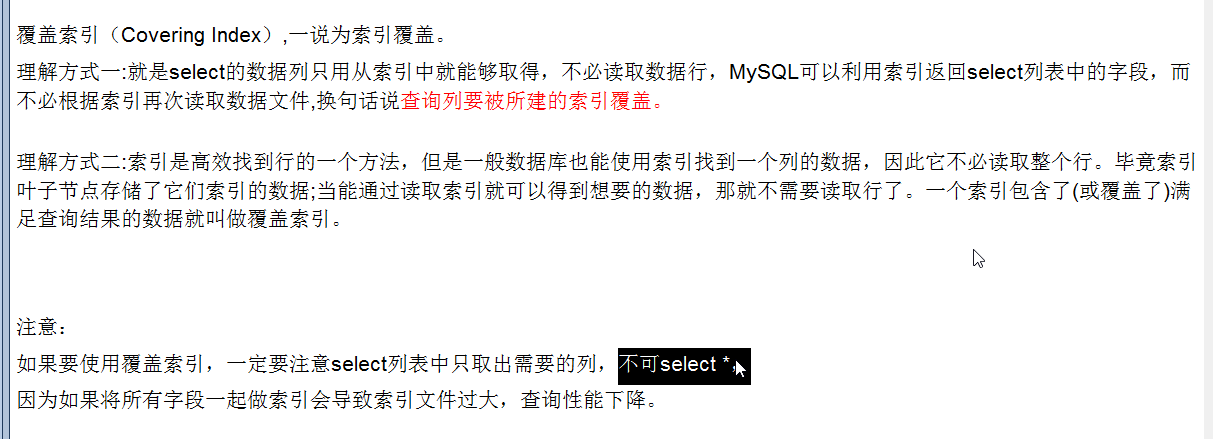 覆盖索引（Covering Index）,一说为索引覆盖。
理解方式一:就是select的数据列只用从索引中就能够取得，不必读取数据行，MySQL可以利用索引返回select列表中的字段，而
不必根据索引再次读取数据文件,换句话说查询列要被所建的索引覆盖。
理解方式二:索引是高效找到行的一个方法，但是一般数据库也能使用索引找到一个列的数据，因此它不必读取整个行。毕竟索引
叶子节点存储了它们索引的数据;当能通过读取索引就可以得到想要的数据，那就不需要读取行了。一个索引包含了(或覆盖了)满
足查询结果的数据就叫做覆盖索引。
注意：
如果要使用覆盖索引，一定要注意select列表中只取出需要的列，不可select *，
因为如果将所有字段一起做索引会导致索引文件过大，查询性能下降。